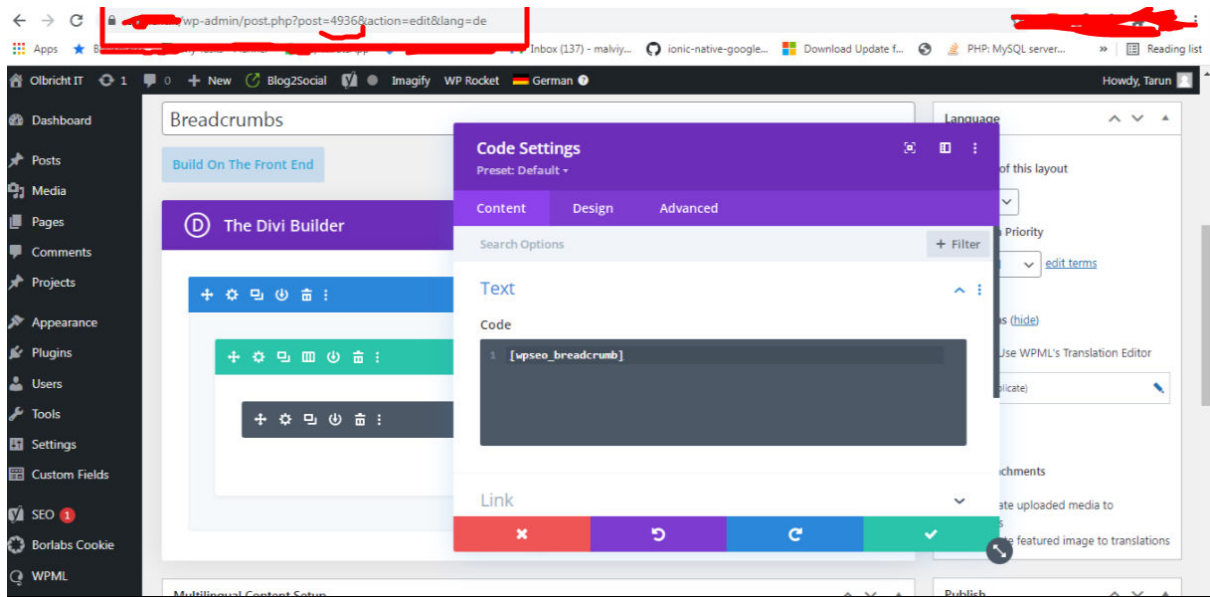 /wp-admin/post.php?post=4936&action=edit&lang=de
Apps
Inbox (137) - malviy...
ionic-native-google...
Download Update f...
PHP: MySQL server...
»
Reading list
Olbricht IT
1
0
+ New
Blog2Social
Imagify
WP Rocket
German
Howdy, Tarun
Dashboard
Posts
Media
Pages
Comments
Projects
Appearance
Plugins
Users
Tools
Settings
Custom Fields
SEO 1
Borlabs Cookie
WPML
Breadcrumbs
Build On The Front End
D The Divi Builder
Code Settings
Preset: Default
Content
Design
Advanced
Search Options
+ Filter
Text
Code
1 [wpseo_breadcrumb]
Link
Language
of this layout
Priority
edit terms
(hide)
Use WPML's Translation Editor
uploaded media to
featured image to translations
Multilingual Content Setup
Publish